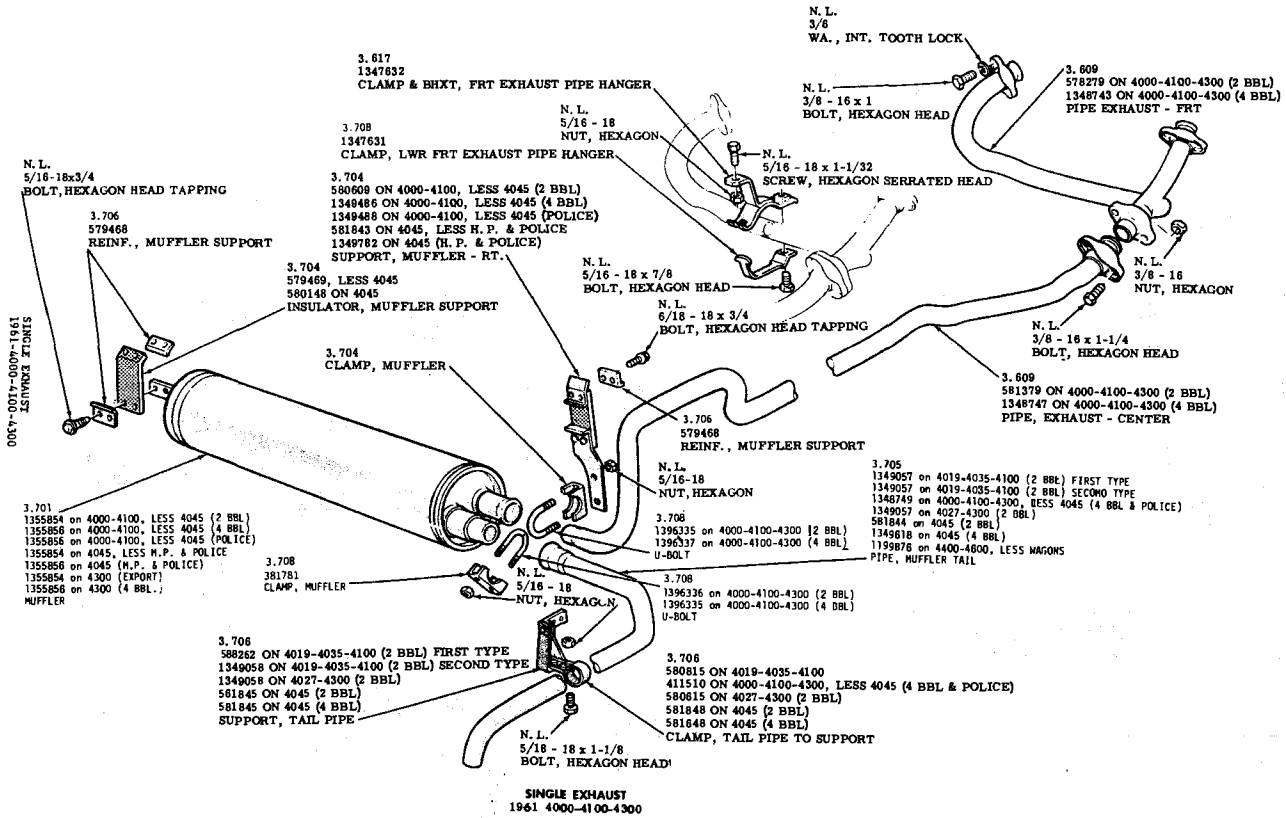 N. L.
3/6
WA., INT. TOOTH LOCK
3.617
1347632
CLAMP & BHXT, FRT EXHAUST PIPE HANGER
3.609
578279 ON 4000-4100-4300 (2 BBL)
1348743 ON 4000-4100-4300 (4 BBL)
PIPE EXHAUST - FRT
N. L.
3/8 - 16 x 1
BOLT, HEXAGON HEAD
N. L.
5/16 - 18
NUT, HEXAGON
3.708
1347631
CLAMP, LWR FRT EXHAUST PIPE HANGER
N. L.
5/16 - 18 x 1-1/32
SCREW, HEXAGON SERRATED HEAD
N. L.
5/16-18x3/4
BOLT, HEXAGON HEAD TAPPING
3.704
580609 ON 4000-4100, LESS 4045 (2 BBL)
1349486 ON 4000-4100, LESS 4045 (4 BBL)
1349488 ON 4000-4100, LESS 4045 (POLICE)
581843 ON 4045, LESS H. P. & POLICE
1349782 ON 4045 (H. P. & POLICE)
SUPPORT, MUFFLER - RT.
3.706
579468
REINF., MUFFLER SUPPORT
3.704
579469, LESS 4045
580148 ON 4045
INSULATOR, MUFFLER SUPPORT
N. L.
5/16 - 18 x 7/8
BOLT, HEXAGON HEAD
N. L.
3/8 - 16
NUT, HEXAGON
N. L.
6/18 - 18 x 3/4
BOLT, HEXAGON HEAD TAPPING
N. L.
3/8 - 16 x 1-1/4
BOLT, HEXAGON HEAD
SINGLE EXHAUST
1961-4000-4100-4300
3.704
CLAMP, MUFFLER
3.609
581379 ON 4000-4100-4300 (2 BBL)
1348747 ON 4000-4100-4300 (4 BBL)
PIPE, EXHAUST - CENTER
3.706
579468
REINF., MUFFLER SUPPORT
N. L.
5/16-18
NUT, HEXAGON
3.705
1349057 on 4019-4035-4100 (2 BBL) FIRST TYPE
1349057 on 4019-4035-4100 (2 BBL) SECOND TYPE
1348749 on 4000-4100-4300, LESS 4045 (4 BBL & POLICE)
1349057 on 4027-4300 (2 BBL)
581844 on 4045 (2 BBL)
1349818 on 4045 (4 BBL)
1199876 on 4400-4600, LESS WAGONS
PIPE, MUFFLER TAIL
3.701
1355854 on 4000-4100, LESS 4045 (2 BBL)
1355856 on 4000-4100, LESS 4045 (4 BBL)
1355856 on 4000-4100, LESS 4045 (POLICE)
1355854 on 4045, LESS H.P. & POLICE
1355856 on 4045 (H.P. & POLICE)
1355854 on 4300 (EXPORT)
1355856 on 4300 (4 BBL.)
MUFFLER
3.708
1396335 on 4000-4100-4300 (2 BBL)
1396337 on 4000-4100-4300 (4 BBL)
U-BOLT
3.708
381781
CLAMP, MUFFLER
N. L.
5/16 - 18
NUT, HEXAGON
3.708
1396336 on 4000-4100-4300 (2 BBL)
1396335 on 4000-4100-4300 (4 BBL)
U-BOLT
3.706
588262 ON 4019-4035-4100 (2 BBL) FIRST TYPE
1349058 ON 4019-4035-4100 (2 BBL) SECOND TYPE
1349058 ON 4027-4300 (2 BBL)
561845 ON 4045 (2 BBL)
581845 ON 4045 (4 BBL)
SUPPORT, TAIL PIPE
3.706
580815 ON 4019-4035-4100
411510 ON 4000-4100-4300, LESS 4045 (4 BBL & POLICE)
580615 ON 4027-4300 (2 BBL)
581848 ON 4045 (2 BBL)
581648 ON 4045 (4 BBL)
CLAMP, TAIL PIPE TO SUPPORT
N. L.
5/18 - 18 x 1-1/8
BOLT, HEXAGON HEAD
SINGLE EXHAUST
1961 4000-4100-4300